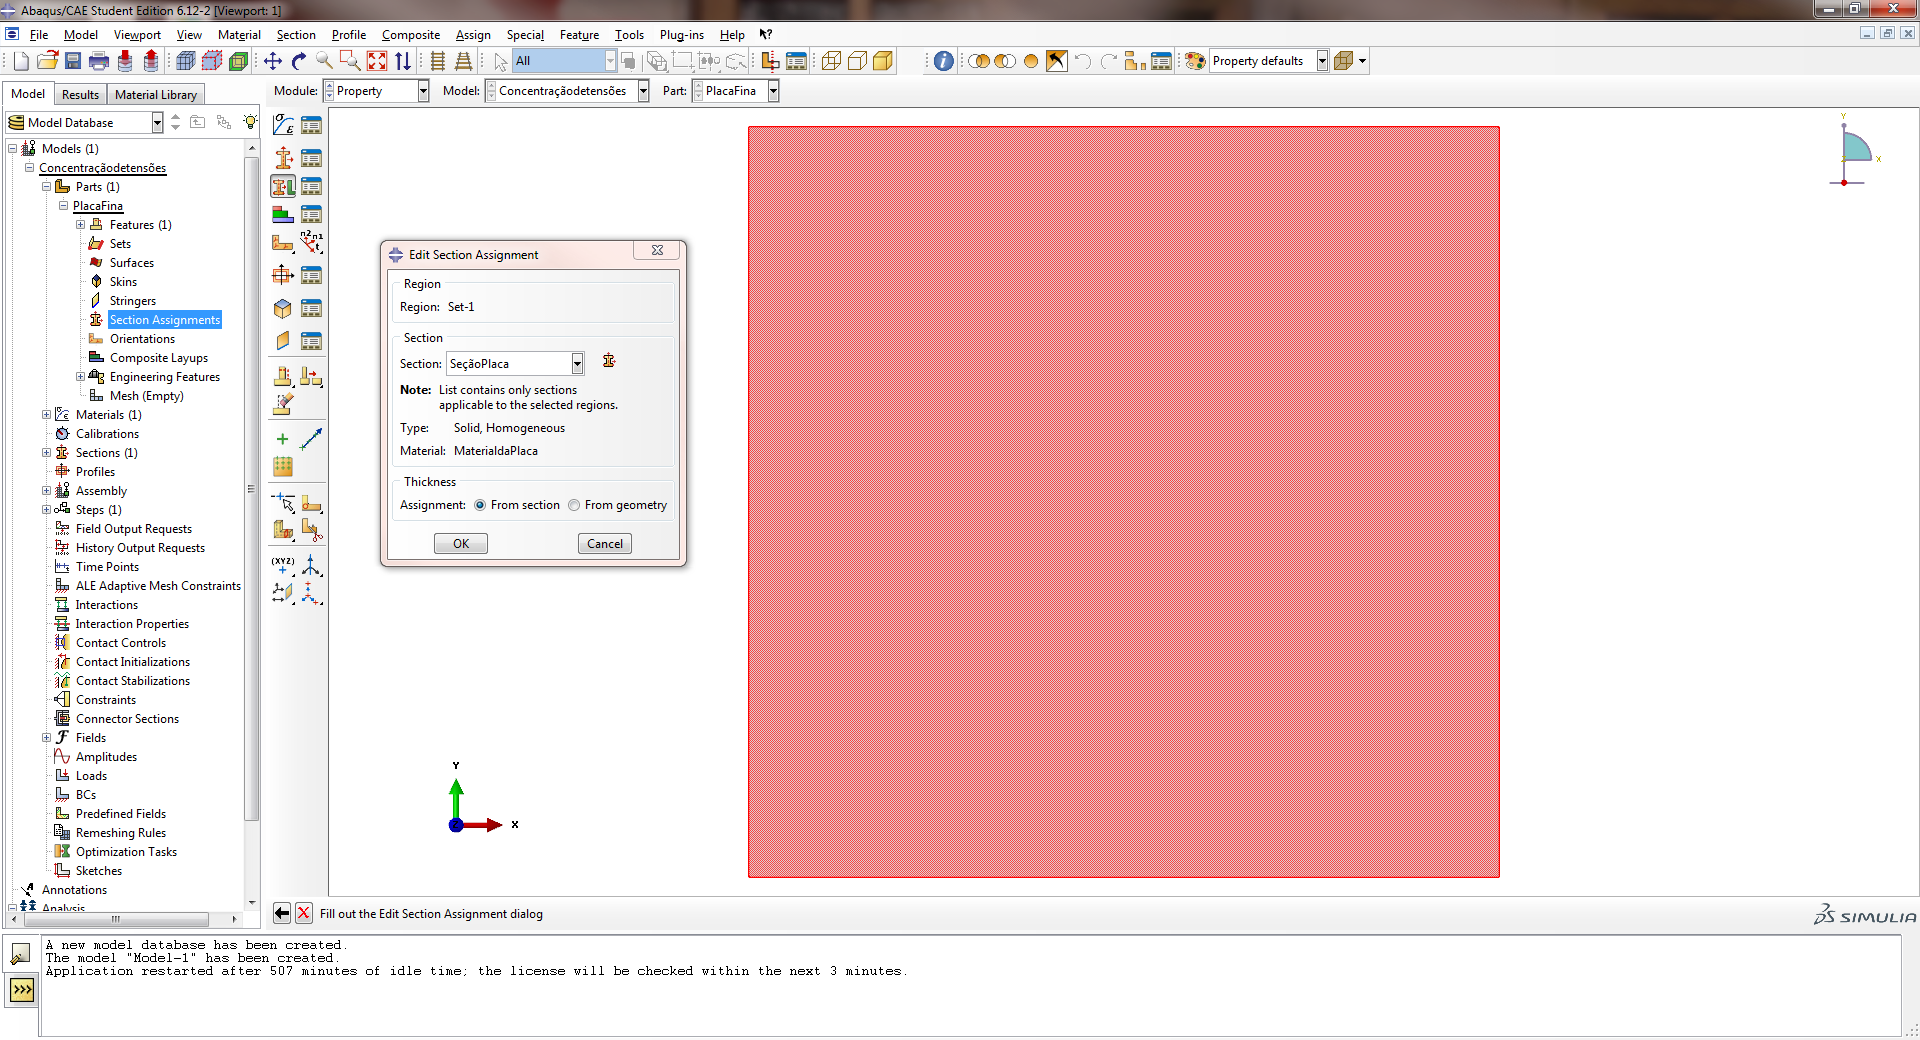 Abaqus/CAE Student Edition 6.12-2 [Viewport: 1]
File Model Viewport View Material Section Profile Composite Assign Special Feature Tools Plug-ins Help
All
Property defaults
Model Results Material Library
Module: Property Model: Concentraçãodetensões Part: PlacaFina
Model Database
Models (1)
Concentraçãodetensões
Parts (1)
PlacaFina
Features (1)
Sets
Surfaces
Skins
Stringers
Section Assignments
Orientations
Composite Layups
Engineering Features
Mesh (Empty)
Materials (1)
Calibrations
Sections (1)
Profiles
Assembly
Steps (1)
Field Output Requests
History Output Requests
Time Points
ALE Adaptive Mesh Constraints
Interactions
Interaction Properties
Contact Controls
Contact Initializations
Contact Stabilizations
Constraints
Connector Sections
Fields
Amplitudes
Loads
BCs
Predefined Fields
Remeshing Rules
Optimization Tasks
Sketches
Annotations
Analysis
(XYZ)
Edit Section Assignment
Region
Region: Set-1
Section
Section: SeçãoPlaca
Note: List contains only sections
applicable to the selected regions.
Type: Solid, Homogeneous
Material: MaterialdaPlaca
Thickness
Assignment: From section From geometry
OK Cancel
Y
X
Y
X
Fill out the Edit Section Assignment dialog
SIMULIA
A new model database has been created.
The model "Model-1" has been created.
Application restarted after 507 minutes of idle time; the license will be checked within the next 3 minutes.
>>>